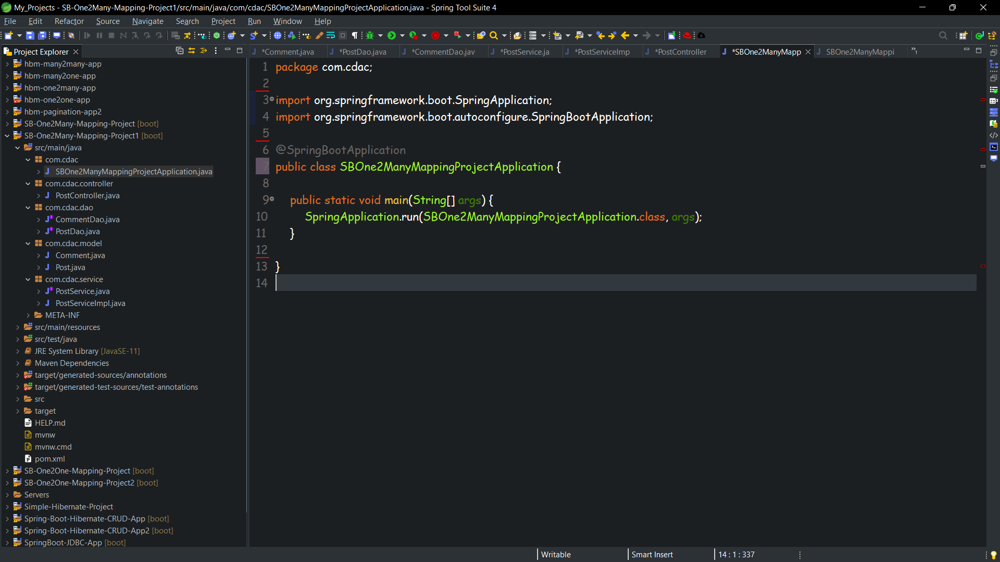 My_Projects - SB-One2Many-Mapping-Project1/src/main/java/com/cdac/SBOne2ManyMappingProjectApplication.java - Spring Tool Suite 4
File Edit Refactor Source Navigate Search Project Run Window Help
Project Explorer
*Comment.java *PostDao.java *CommentDao.jav *PostService.ja *PostServiceImp *PostController *SBOne2ManyMapp SBOne2ManyMappi »1
hbm-many2many-app
hbm-many2one-app
hbm-one2many-app
hbm-one2one-app
hbm-pagination-app2
SB-One2Many-Mapping-Project [boot]
SB-One2Many-Mapping-Project1 [boot]
src/main/java
com.cdac
SBOne2ManyMappingProjectApplication.java
com.cdac.controller
PostController.java
com.cdac.dao
CommentDao.java
PostDao.java
com.cdac.model
Comment.java
Post.java
com.cdac.service
PostService.java
PostServiceImpl.java
META-INF
src/main/resources
src/test/java
JRE System Library [JavaSE-11]
Maven Dependencies
target/generated-sources/annotations
target/generated-test-sources/test-annotations
src
target
HELP.md
mvnw
mvnw.cmd
pom.xml
SB-One2One-Mapping-Project [boot]
SB-One2One-Mapping-Project2 [boot]
Servers
Simple-Hibernate-Project
Spring-Boot-Hibernate-CRUD-App [boot]
Spring-Boot-Hibernate-CRUD-App2 [boot]
SpringBoot-JDBC-App [boot]
1 package com.cdac;
2
3 import org.springframework.boot.SpringApplication;
4 import org.springframework.boot.autoconfigure.SpringBootApplication;
5
6 @SpringBootApplication
7 public class SBOne2ManyMappingProjectApplication {
8
9 public static void main(String[] args) {
10 SpringApplication.run(SBOne2ManyMappingProjectApplication.class, args);
11 }
12
13 }
14
Writable Smart Insert 14 : 1 : 337